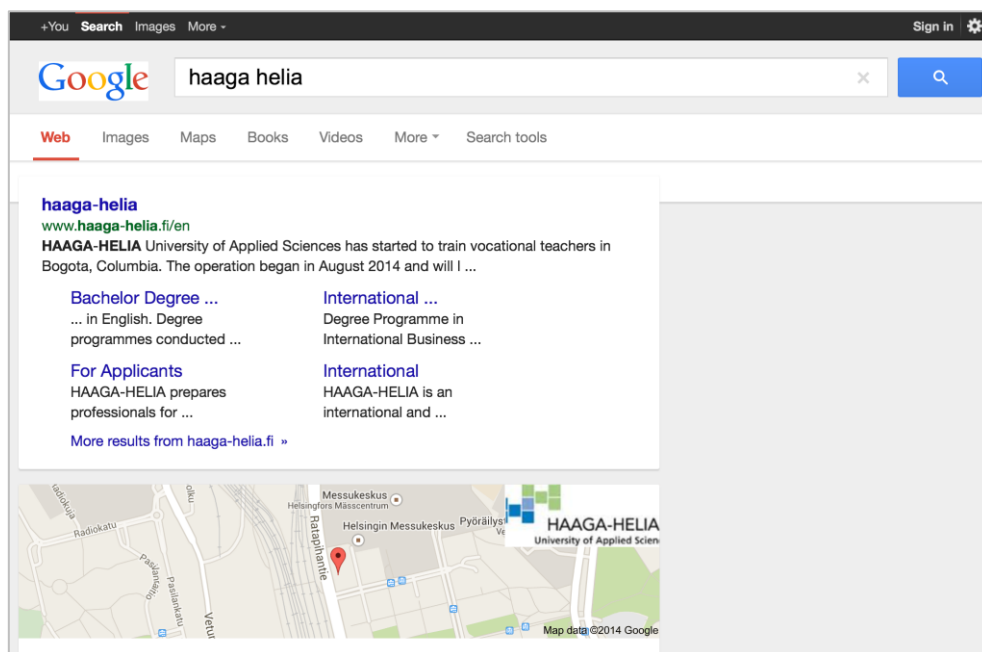 +You Search Images More
Sign in
Google
haaga helia
Web Images Maps Books Videos More Search tools
haaga-helia
www.haaga-helia.fi/en
HAAGA-HELIA University of Applied Sciences has started to train vocational teachers in
Bogota, Columbia. The operation began in August 2014 and will l ...
Bachelor Degree ...
... in English. Degree
programmes conducted ...
International ...
Degree Programme in
International Business ...
For Applicants
HAAGA-HELIA prepares
professionals for ...
International
HAAGA-HELIA is an
international and ...
More results from haaga-helia.fi »
Messukeskus
Helsingfors Mässcentrum
Helsingin Messukeskus
Pyöräilys
Radiokatu
Ratapihantie
Pasilankatu
Vetur
HAAGA-HELIA
University of Applied Scien
Map data ©2014 Google